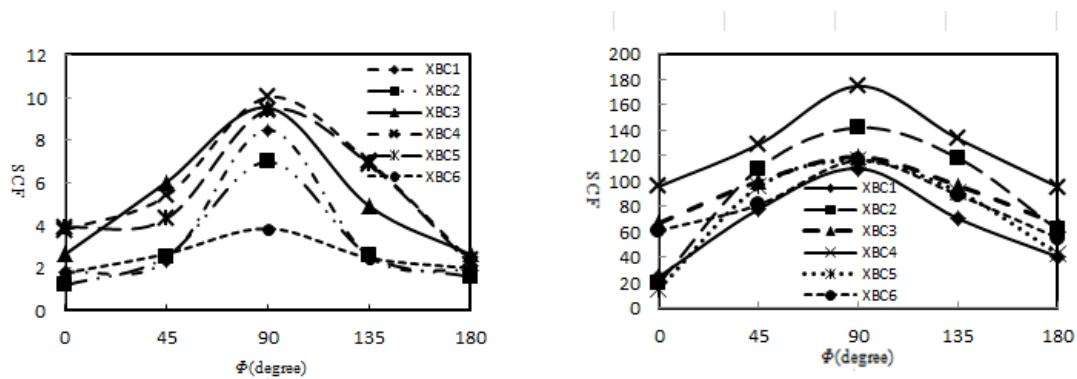 12
10
8
6
4
2
0
SCF
0 45 90 135 180
Φ(degree)
XBC1
XBC2
XBC3
XBC4
XBC5
XBC6
200
180
160
140
120
100
80
60
40
20
0
SCF
0 45 90 135 180
Φ(degree)
XBC1
XBC2
XBC3
XBC4
XBC5
XBC6